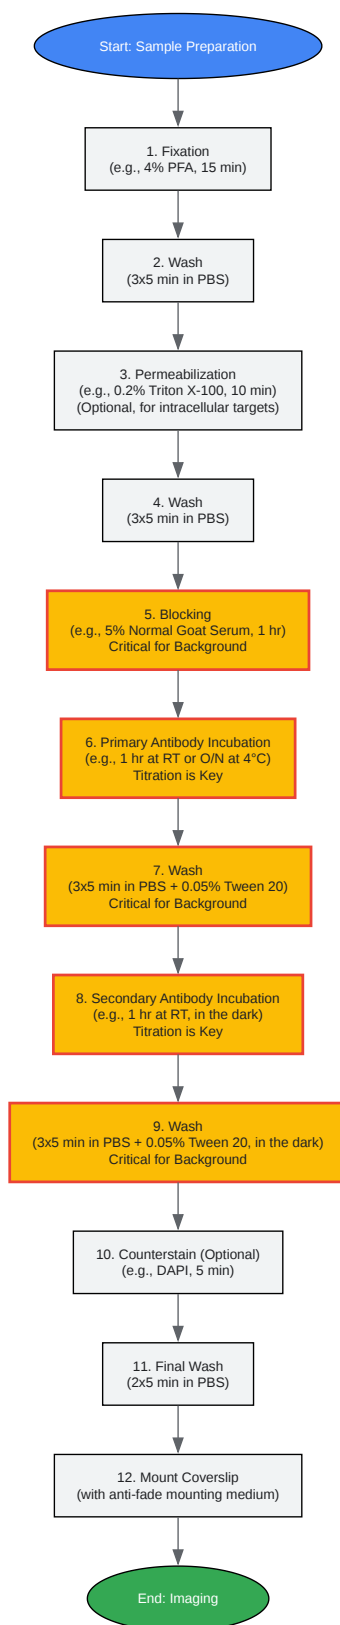 Start: Sample Preparation
1. Fixation
(e.g., 4% PFA, 15 min)
2. Wash
(3x5 min in PBS)
3. Permeabilization
(e.g., 0.2% Triton X-100, 10 min)
(Optional, for intracellular targets)
4. Wash
(3x5 min in PBS)
5. Blocking
(e.g., 5% Normal Goat Serum, 1 hr)
Critical for Background
6. Primary Antibody Incubation
(e.g., 1 hr at RT or O/N at 4°C)
Titration is Key
7. Wash
(3x5 min in PBS + 0.05% Tween 20)
Critical for Background
8. Secondary Antibody Incubation
(e.g., 1 hr at RT, in the dark)
Titration is Key
9. Wash
(3x5 min in PBS + 0.05% Tween 20, in the dark)
Critical for Background
10. Counterstain (Optional)
(e.g., DAPI, 5 min)
11. Final Wash
(2x5 min in PBS)
12. Mount Coverslip
(with anti-fade mounting medium)
End: Imaging